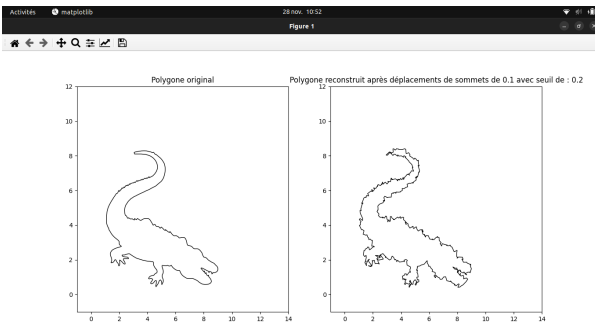 Activités matplotlib 28 nov. 10:52
Figure 1
Polygone original Polygone reconstruit après déplacements de sommets de 0.1 avec seuil de : 0.2
12 12
10 10
8 8
6 6
4 4
2 2
0 0
0 2 4 6 8 10 12 14 0 2 4 6 8 10 12 14